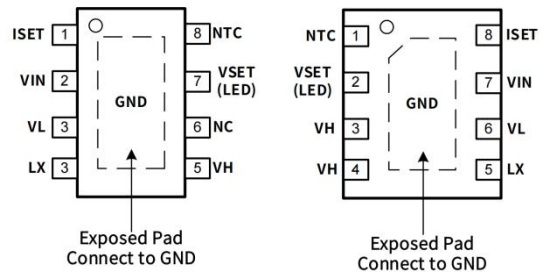 ISET 1 8 NTC
VIN 2 7 VSET
(LED)
GND
VL 3 6 NC
LX 3 5 VH
Exposed Pad
Connect to GND
NTC 1 8 ISET
VSET
(LED) 2 7 VIN
GND
VH 3 6 VL
VH 4 5 LX
Exposed Pad
Connect to GND